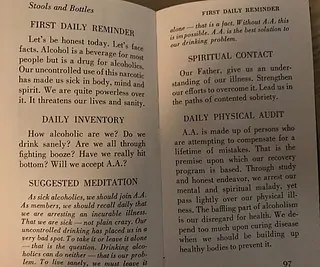 Stools and Bottles
FIRST DAILY REMINDER
Let's be honest today. Let's face
facts. Alcohol is a beverage for most
people but is a drug for alcoholics.
Our uncontrolled use of this narcotic
has made us sick in body, mind and
spirit. We are quite powerless over
it. It threatens our lives and sanity.
DAILY INVENTORY
How alcoholic are we? Do we
drink sanely? Are we all through
fighting booze? Have we really hit
bottom? Will we accept A.A.?
SUGGESTED MEDITATION
As sick alcoholics, we should join A.A.
As members, we should recall daily that
we are arresting an incurable illness.
That we are sick — not plain crazy. Our
uncontrolled drinking has placed us in a
very bad spot. To take it or leave it alone
— that is the question. Drinking alco-
holics can do neither — that is our prob-
lem. To live sanely, we must leave it
FIRST DAILY REMINDER
alone — that is a fact. Without A.A. this
is impossible. A.A. is the best solution to
our drinking problem.
SPIRITUAL CONTACT
Our Father, give us an under-
standing of our illness. Strengthen
our efforts to overcome it. Lead us in
the paths of contented sobriety.
DAILY PHYSICAL AUDIT
A.A. is made up of persons who
are attempting to compensate for a
lifetime of mistakes. That is the
premise upon which our recovery
program is based. Through study
and honest endeavor, we arrest our
mental and spiritual malady, yet
pass lightly over our physical ill-
ness. The baffling part of alcoholism
is our disregard for health. We de-
pend too much upon curing disease
when we should be building up
healthy bodies to prevent it.
97